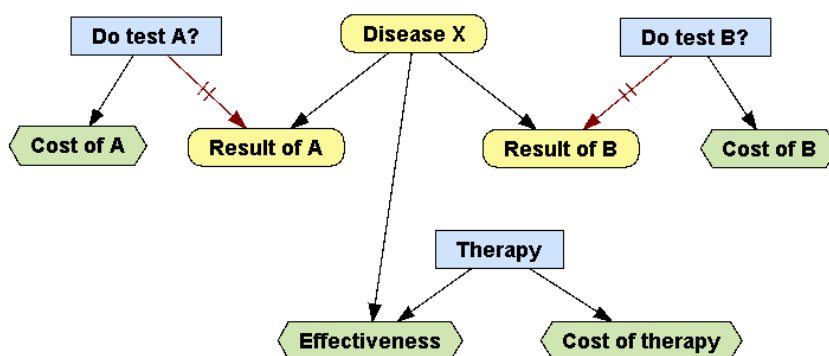 Do test A?
Disease X
Do test B?
Cost of A
Result of A
Result of B
Cost of B
Therapy
Effectiveness
Cost of therapy